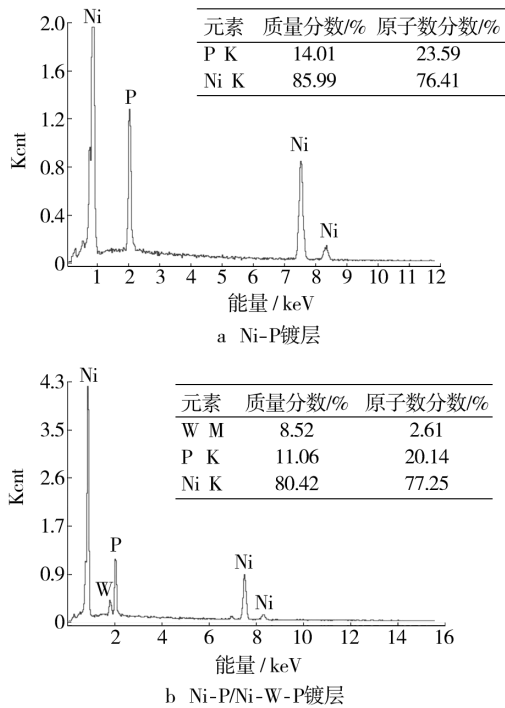 2.0
1.6
1.2
0.8
0.4
0
Kcnt
Ni
P
Ni
Ni
元素 质量分数/% 原子数分数/%
P K 14.01 23.59
Ni K 85.99 76.41
1 2 3 4 5 6 7 8 9 10 11 12
能量 / keV
a Ni-P镀层
4.3
3.5
2.6
1.7
0.9
0
Kcnt
Ni
W
P
Ni
Ni
元素 质量分数/% 原子数分数/%
W M 8.52 2.61
P K 11.06 20.14
Ni K 80.42 77.25
2 4 6 8 10 12 14 16
能量 / keV
b Ni-P/Ni-W-P镀层